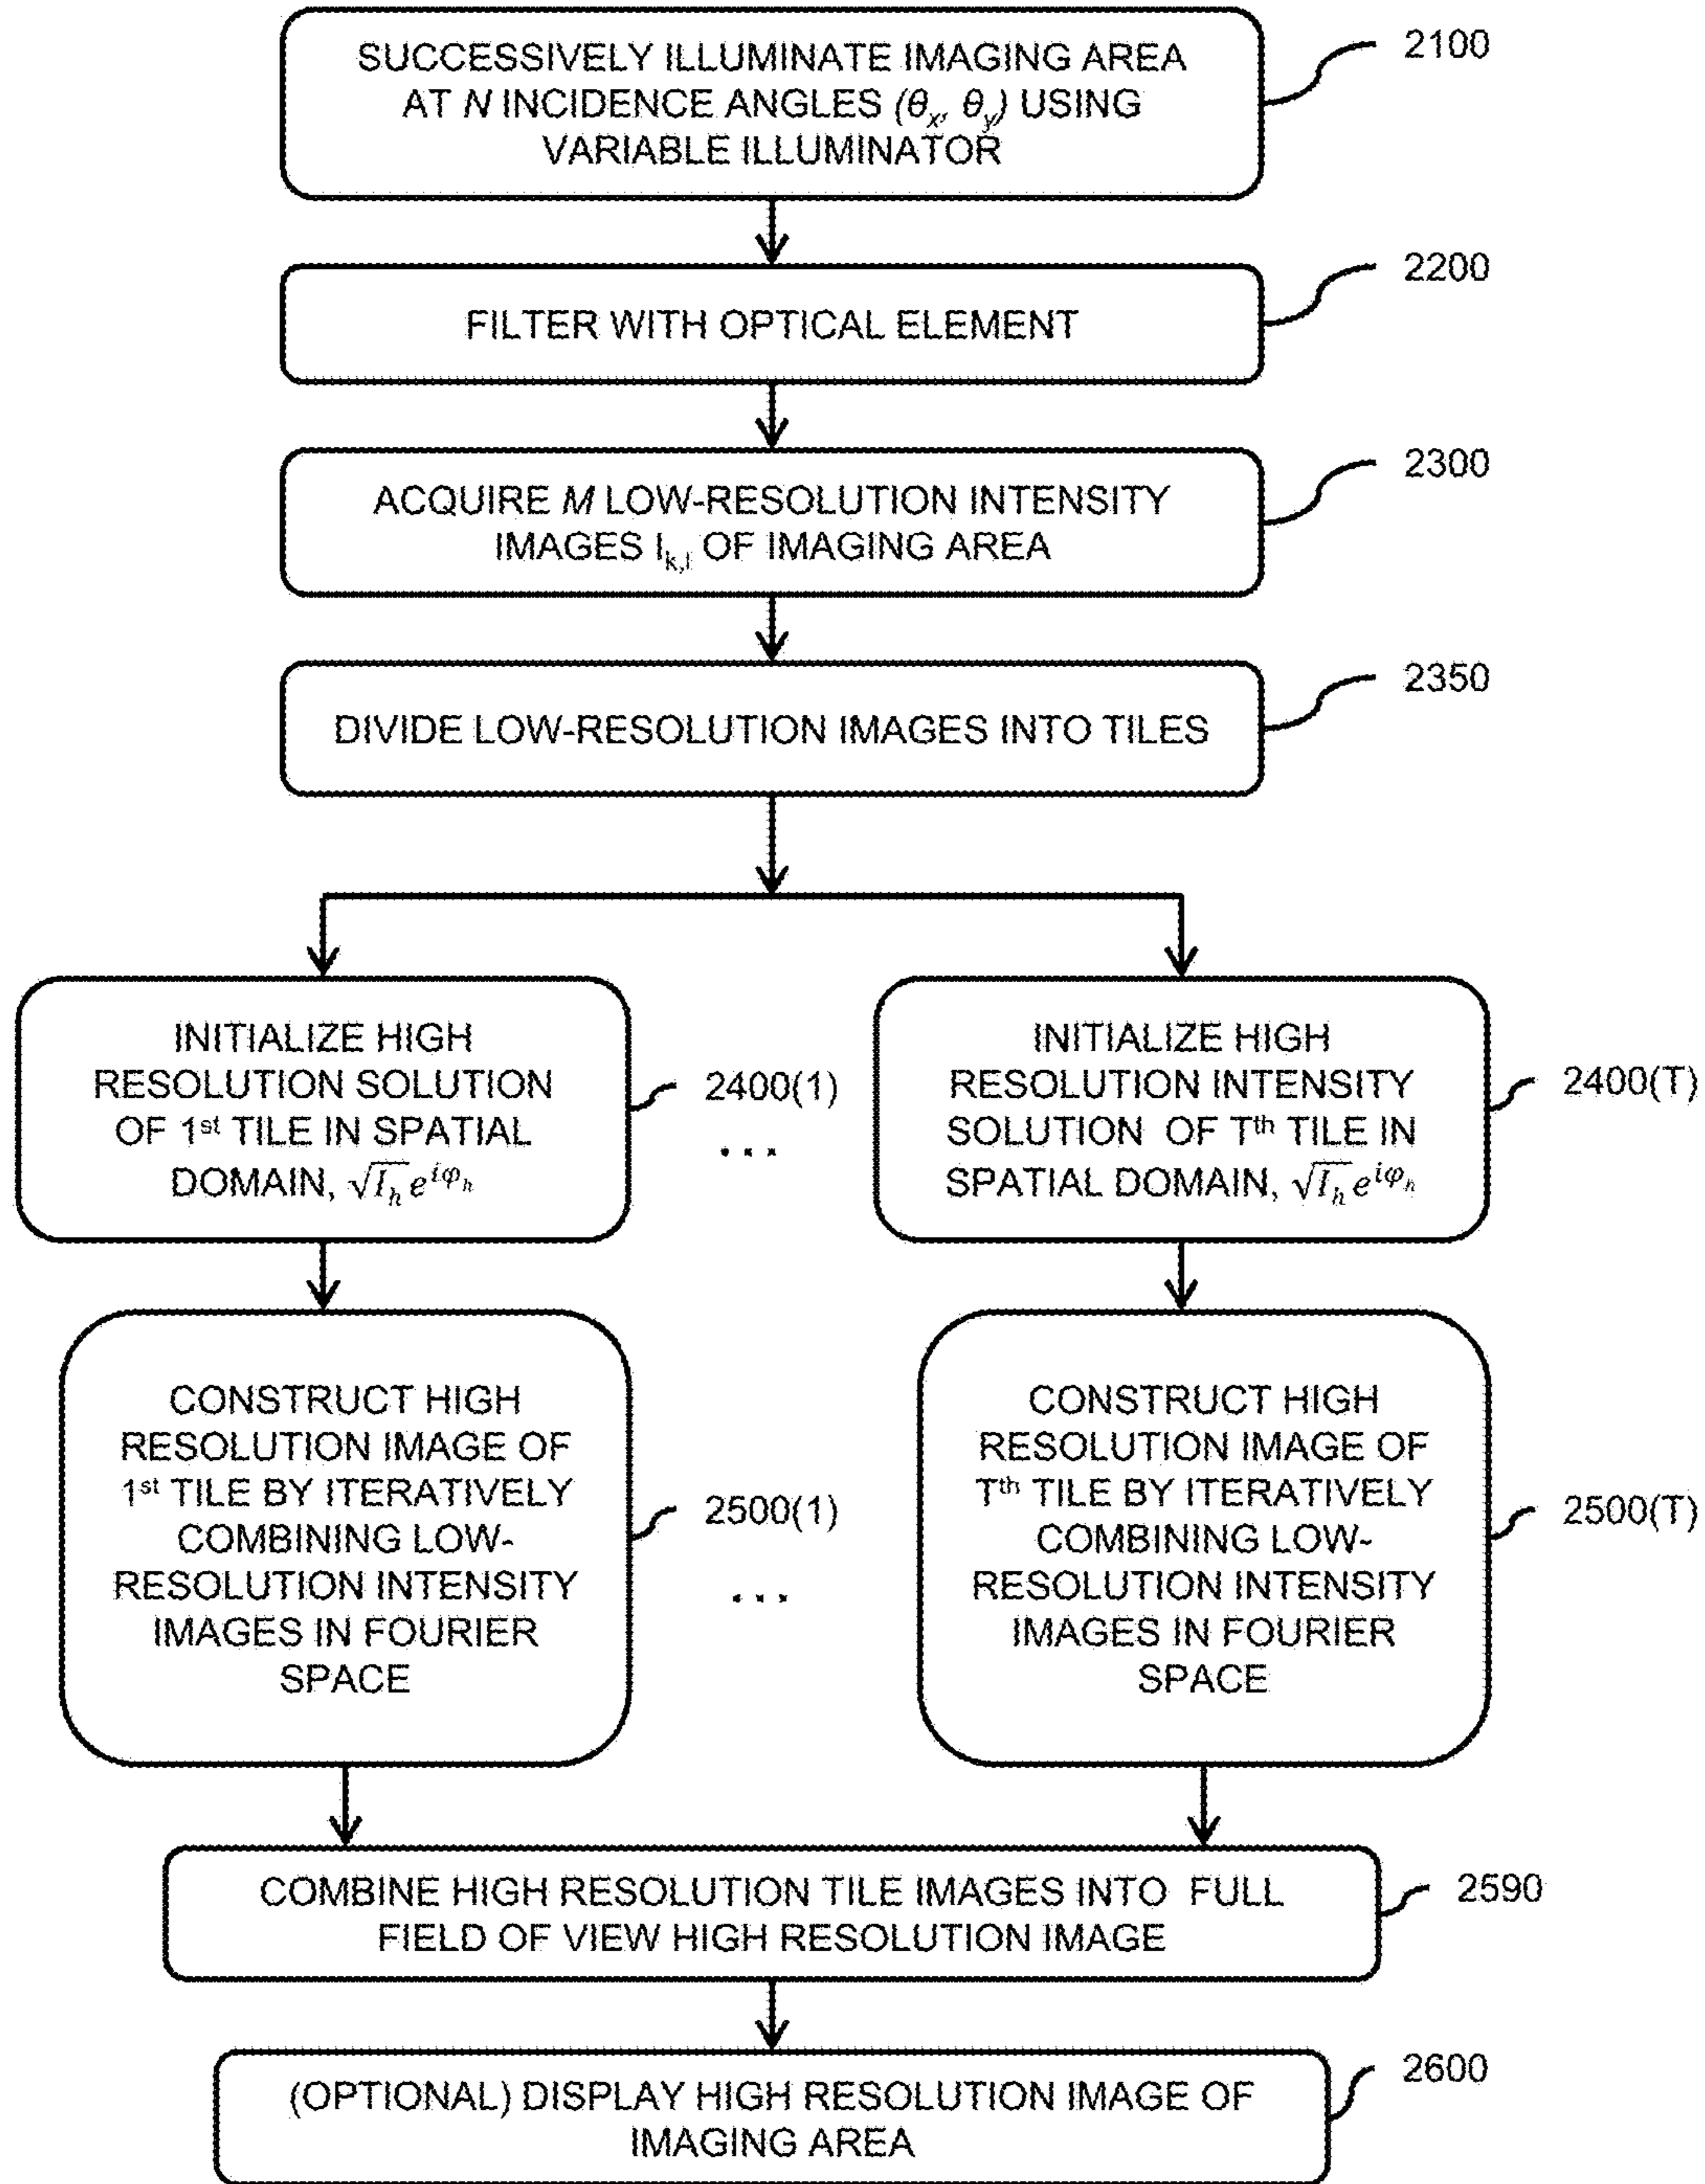 SUCCESSIVELY ILLUMINATE IMAGING AREA
AT N INCIDENCE ANGLES (θx, θy) USING
VARIABLE ILLUMINATOR
2100
FILTER WITH OPTICAL ELEMENT
2200
ACQUIRE M LOW-RESOLUTION INTENSITY
IMAGES Ik,l OF IMAGING AREA
2300
DIVIDE LOW-RESOLUTION IMAGES INTO TILES
2350
INITIALIZE HIGH
RESOLUTION SOLUTION
OF 1st TILE IN SPATIAL
DOMAIN, √Ih e^iφh
2400(1)
...
INITIALIZE HIGH
RESOLUTION INTENSITY
SOLUTION OF Tth TILE IN
SPATIAL DOMAIN, √Ih e^iφh
2400(T)
CONSTRUCT HIGH
RESOLUTION IMAGE OF
1st TILE BY ITERATIVELY
COMBINING LOW-
RESOLUTION INTENSITY
IMAGES IN FOURIER
SPACE
2500(1)
...
CONSTRUCT HIGH
RESOLUTION IMAGE OF
Tth TILE BY ITERATIVELY
COMBINING LOW-
RESOLUTION INTENSITY
IMAGES IN FOURIER
SPACE
2500(T)
COMBINE HIGH RESOLUTION TILE IMAGES INTO FULL
FIELD OF VIEW HIGH RESOLUTION IMAGE
2590
(OPTIONAL) DISPLAY HIGH RESOLUTION IMAGE OF
IMAGING AREA
2600